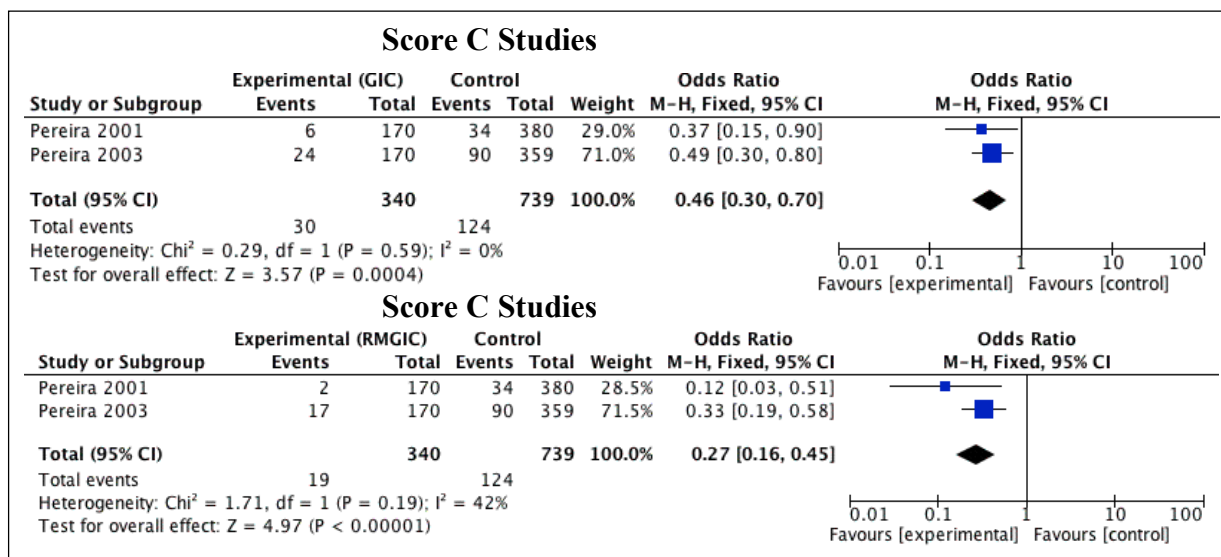 Score C Studies
Experimental (GIC) Control Odds Ratio Odds Ratio
Study or Subgroup Events Total Events Total Weight M-H, Fixed, 95% CI M-H, Fixed, 95% CI
Pereira 2001 6 170 34 380 29.0% 0.37 [0.15, 0.90]
Pereira 2003 24 170 90 359 71.0% 0.49 [0.30, 0.80]
Total (95% CI) 340 739 100.0% 0.46 [0.30, 0.70]
Total events 30 124
Heterogeneity: Chi² = 0.29, df = 1 (P = 0.59); I² = 0%
Test for overall effect: Z = 3.57 (P = 0.0004)
0.01 0.1 1 10 100
Favours [experimental] Favours [control]
Score C Studies
Experimental (RMGIC) Control Odds Ratio Odds Ratio
Study or Subgroup Events Total Events Total Weight M-H, Fixed, 95% CI M-H, Fixed, 95% CI
Pereira 2001 2 170 34 380 28.5% 0.12 [0.03, 0.51]
Pereira 2003 17 170 90 359 71.5% 0.33 [0.19, 0.58]
Total (95% CI) 340 739 100.0% 0.27 [0.16, 0.45]
Total events 19 124
Heterogeneity: Chi² = 1.71, df = 1 (P = 0.19); I² = 42%
Test for overall effect: Z = 4.97 (P < 0.00001)
0.01 0.1 1 10 100
Favours [experimental] Favours [control]